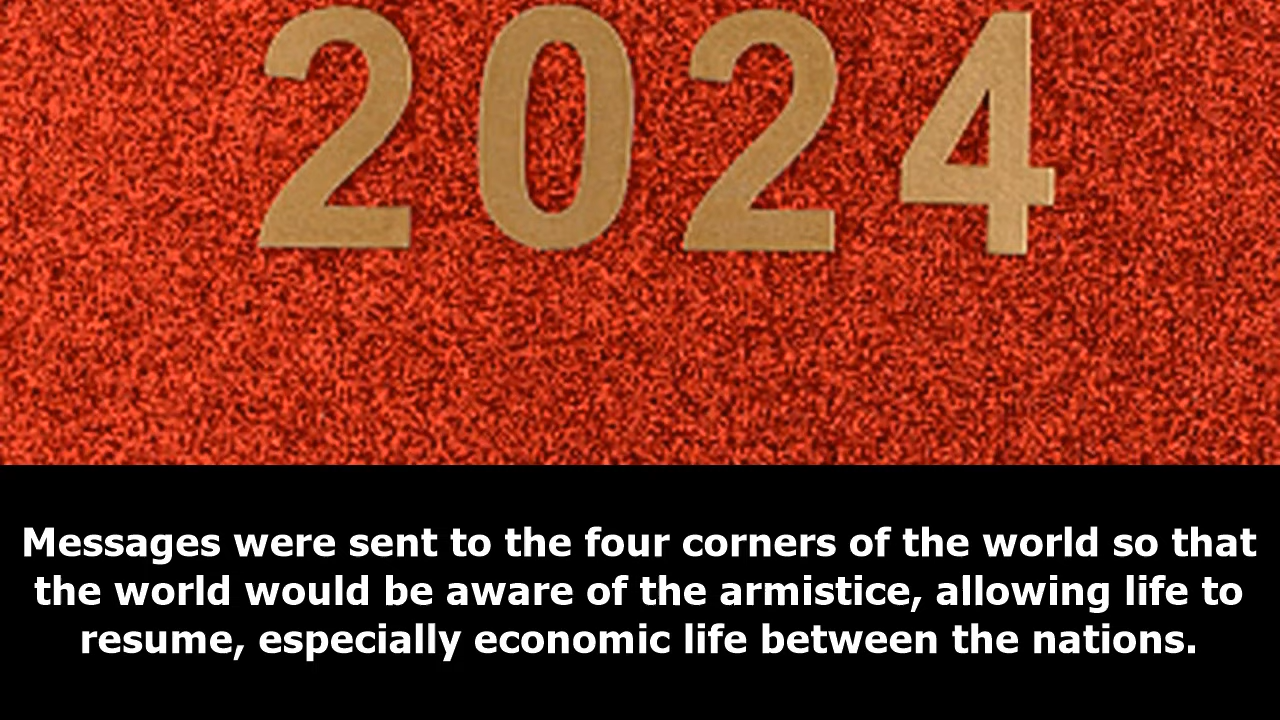 2024
Messages were sent to the four corners of the world so that
the world would be aware of the armistice, allowing life to
resume, especially economic life between the nations.